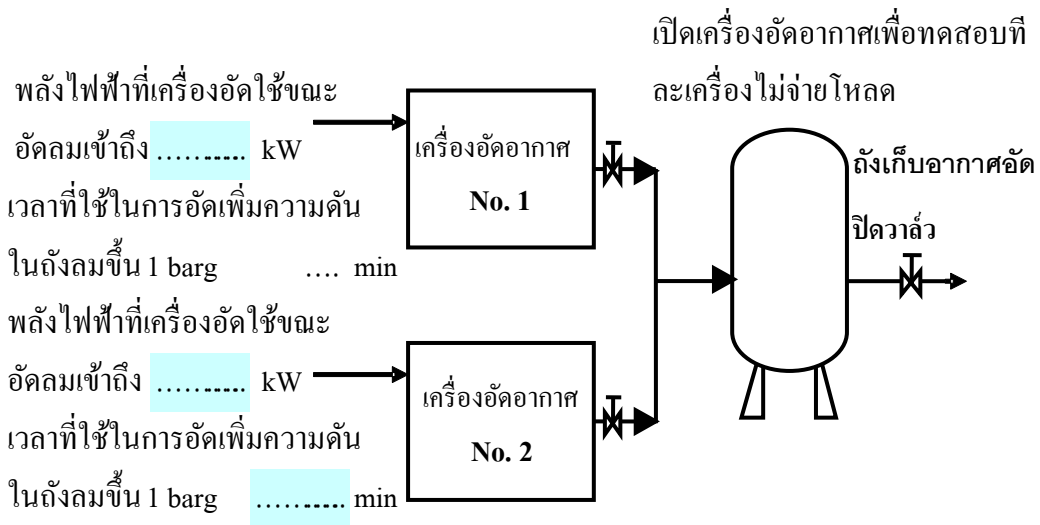 เปิดเครื่องอัดอากาศเพื่อทดสอบที
ละเครื่องไม่จ่ายโหลด
พลังไฟฟ้าที่เครื่องอัดใช้ขณะ
อัดลมเข้าถึง ………… kW
เวลาที่ใช้ในการอัดเพิ่มความดัน
ในถังลมขึ้น 1 barg …. min
เครื่องอัดอากาศ
No. 1
ถังเก็บอากาศอัด
ปิดวาล์ว
พลังไฟฟ้าที่เครื่องอัดใช้ขณะ
อัดลมเข้าถึง ………… kW
เวลาที่ใช้ในการอัดเพิ่มความดัน
ในถังลมขึ้น 1 barg ………… min
เครื่องอัดอากาศ
No. 2